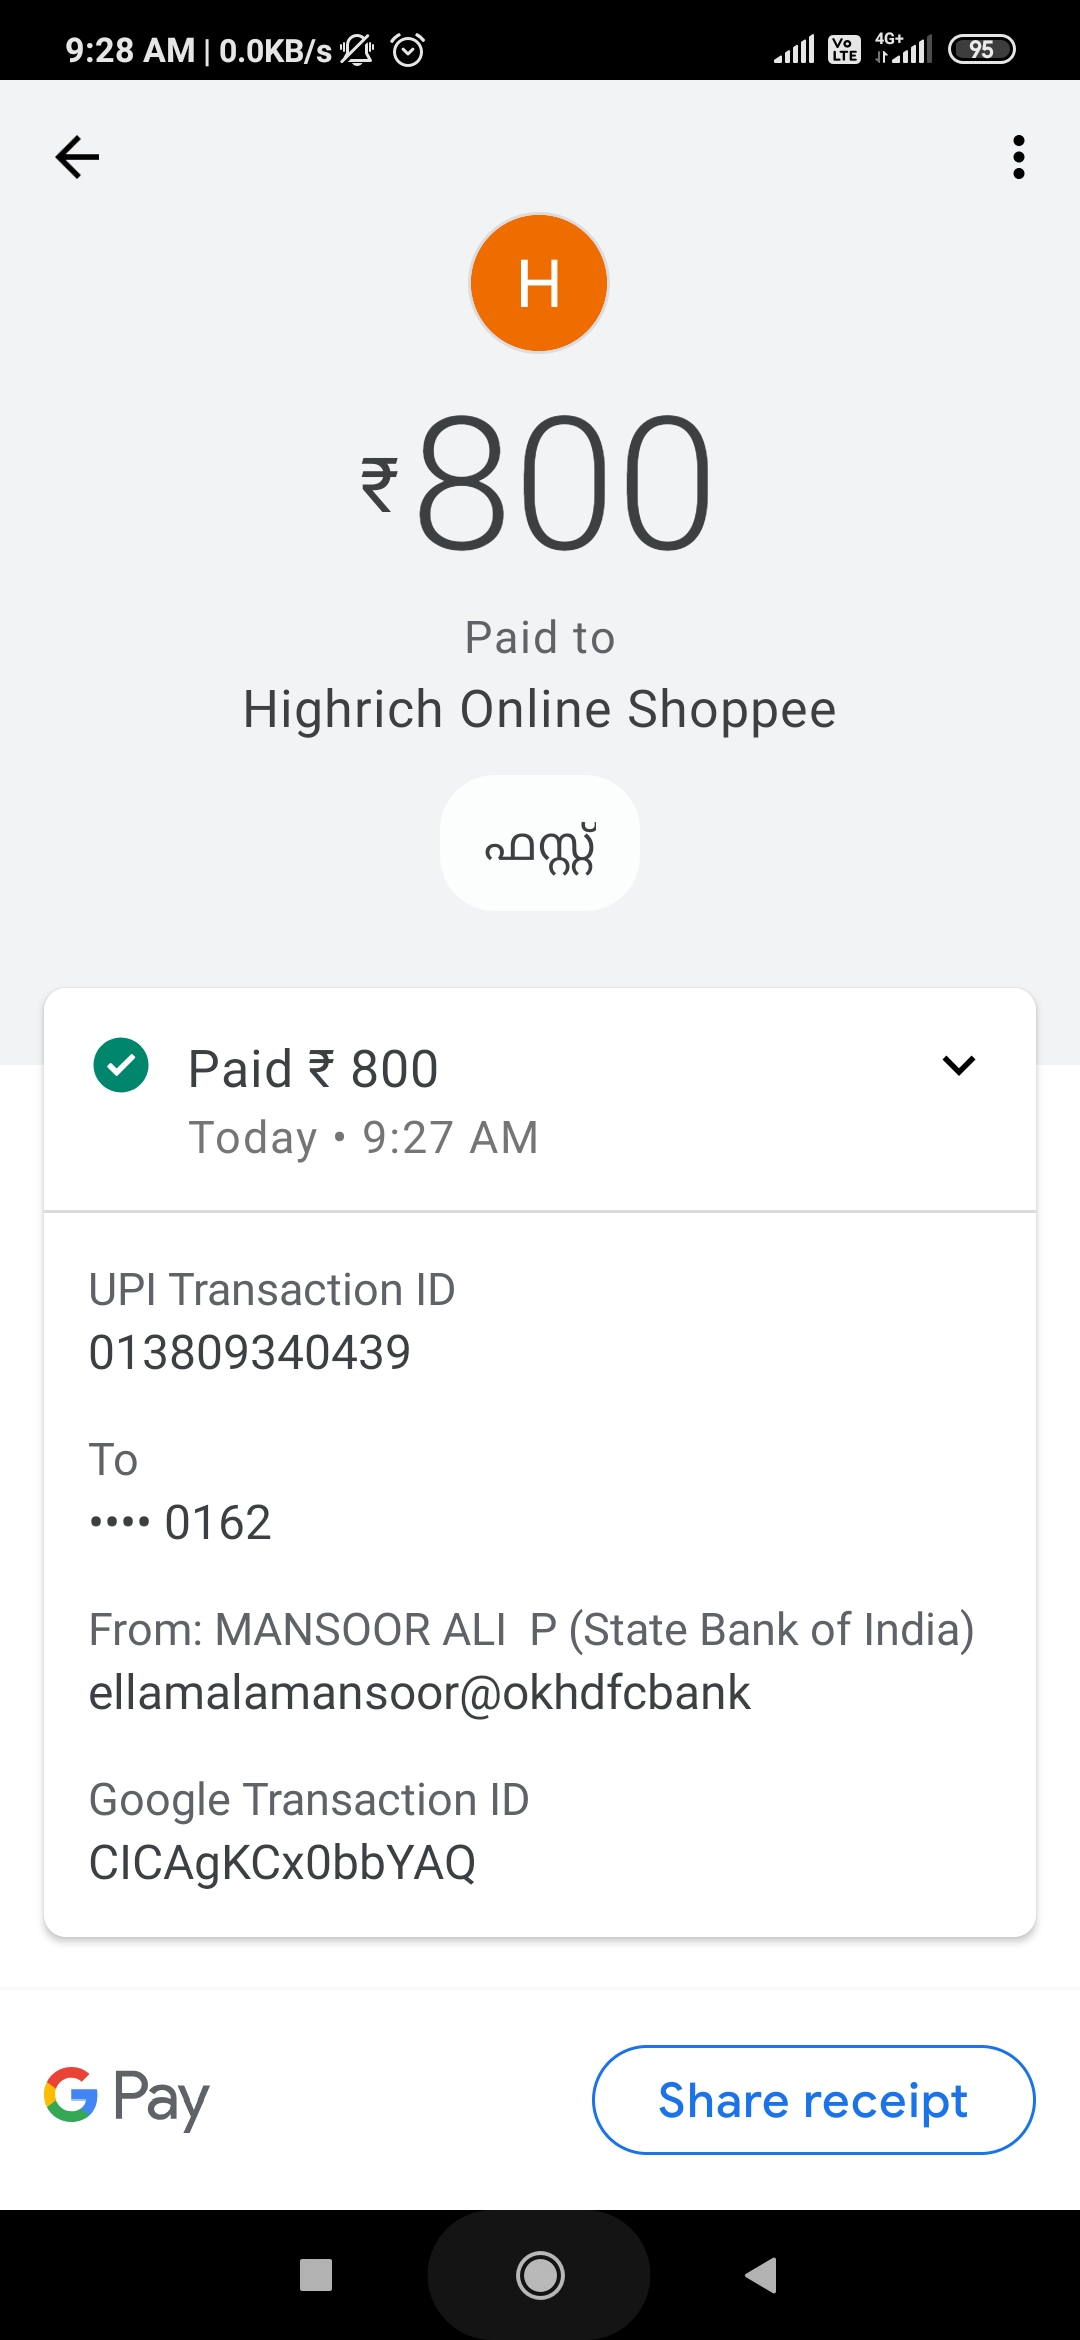 9:28 AM | 0.0KB/s
Vo LTE 4G+ 95
H
₹800
Paid to
Highrich Online Shoppee
ഫസ്റ്റ്
Paid ₹ 800
Today • 9:27 AM
UPI Transaction ID
013809340439
To
•••• 0162
From: MANSOOR ALI  P (State Bank of India)
ellamalamansoor@okhdfcbank
Google Transaction ID
CICAgKCx0bbYAQ
G Pay
Share receipt